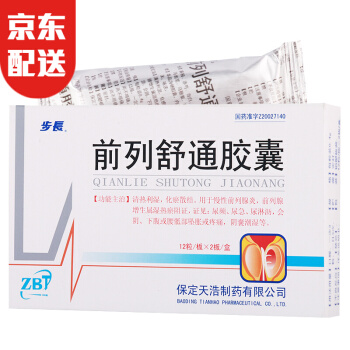 京东
配送
列舒通胶
步長
国药准字Z20027140
前列舒通胶囊
QIANLIE SHUTONG JIAONANG
【功能主治】清热利湿,化瘀散结。用于慢性前列腺炎,前列腺
增生属湿热瘀阻证,证见:尿频、尿急、尿淋沥,会
阴、下腹或腰骶部坠胀或疼痛,阴囊潮湿等。
12粒/板×2板/盒
ZBT
保定天浩制药有限公司
BAODING TIANHAO PHARMACEUTICAL CO.,LTD.